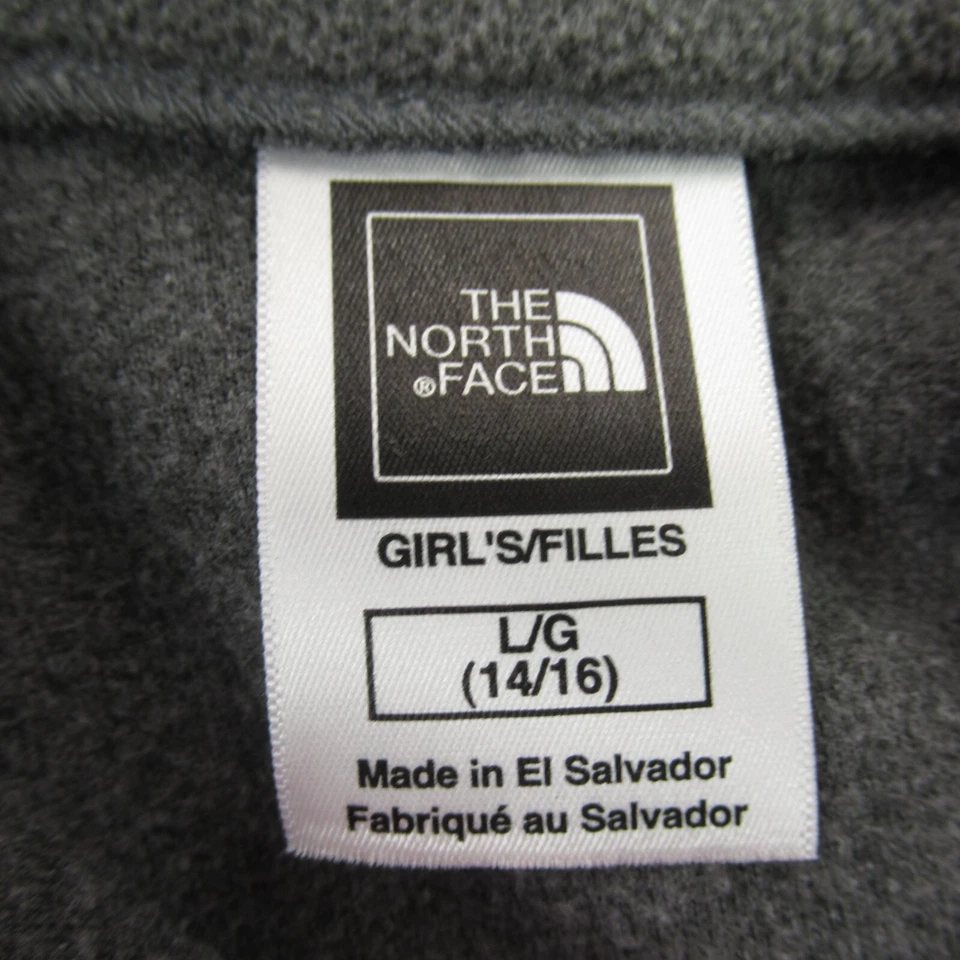 THE
NORTH
®FACE
GIRL'S/FILLES
L/G
(14/16)
Made in El Salvador
Fabriqué au Salvador